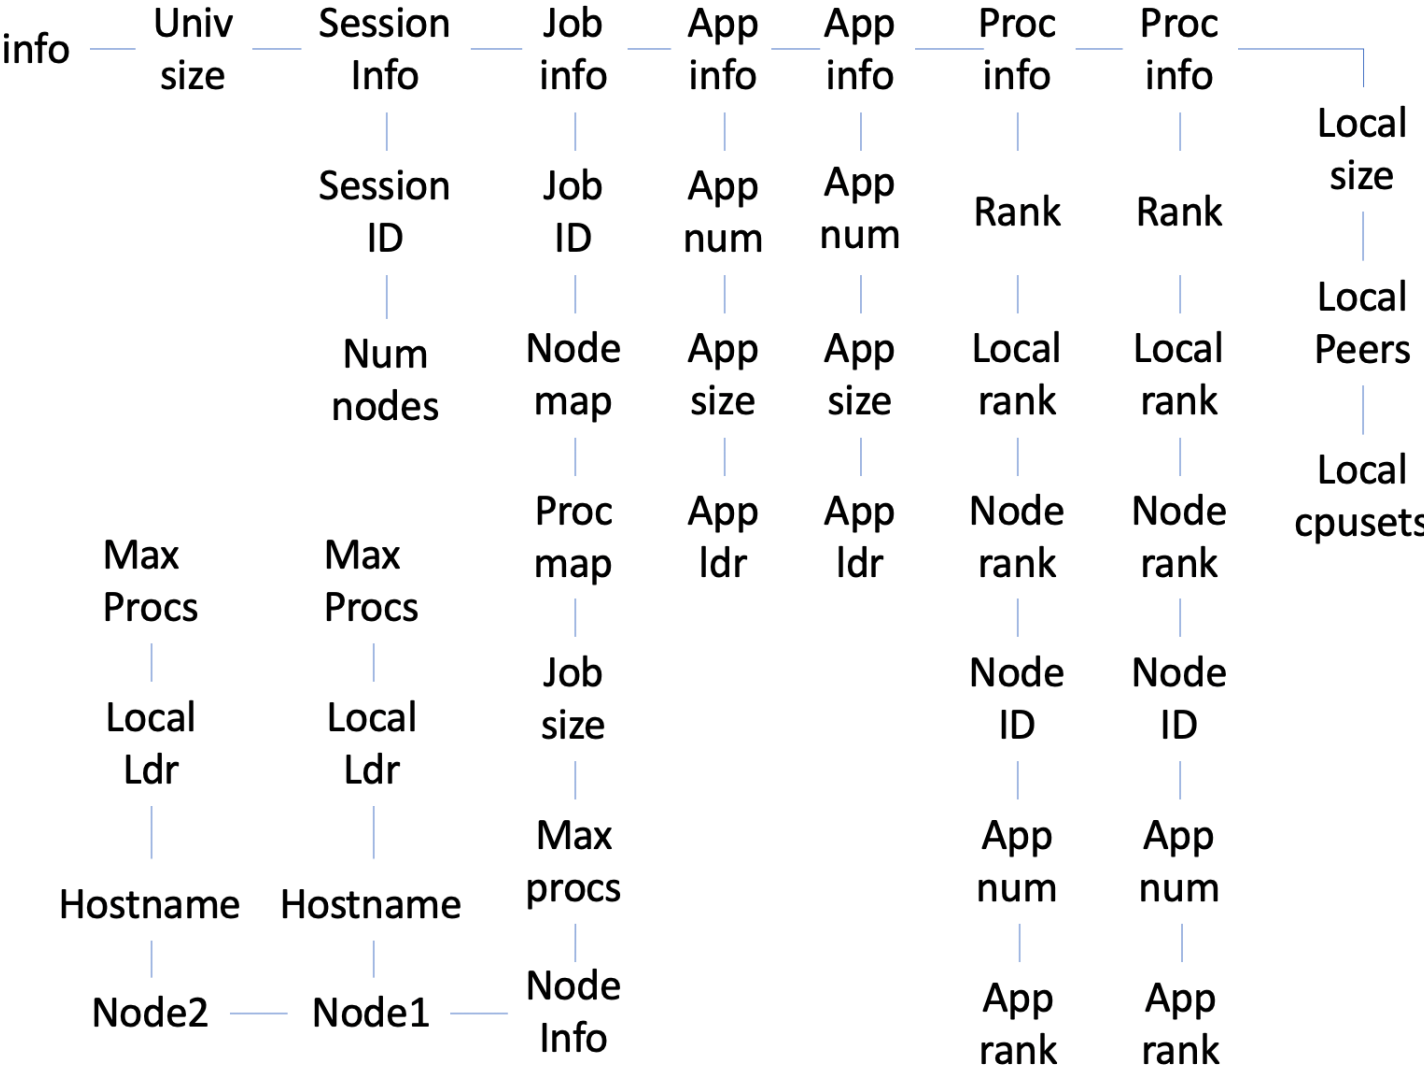 info
Univ
size
Session
Info
Job
info
App
info
App
info
Proc
info
Proc
info
Local
size
Session
ID
Job
ID
App
num
App
num
Rank
Rank
Local
Peers
Num
nodes
Node
map
App
size
App
size
Local
rank
Local
rank
Local
cpusets
Proc
map
App
ldr
App
ldr
Node
rank
Node
rank
Max
Procs
Max
Procs
Job
size
Node
ID
Node
ID
Local
Ldr
Local
Ldr
Max
procs
App
num
App
num
Hostname
Hostname
Node2
Node1
Node
Info
App
rank
App
rank